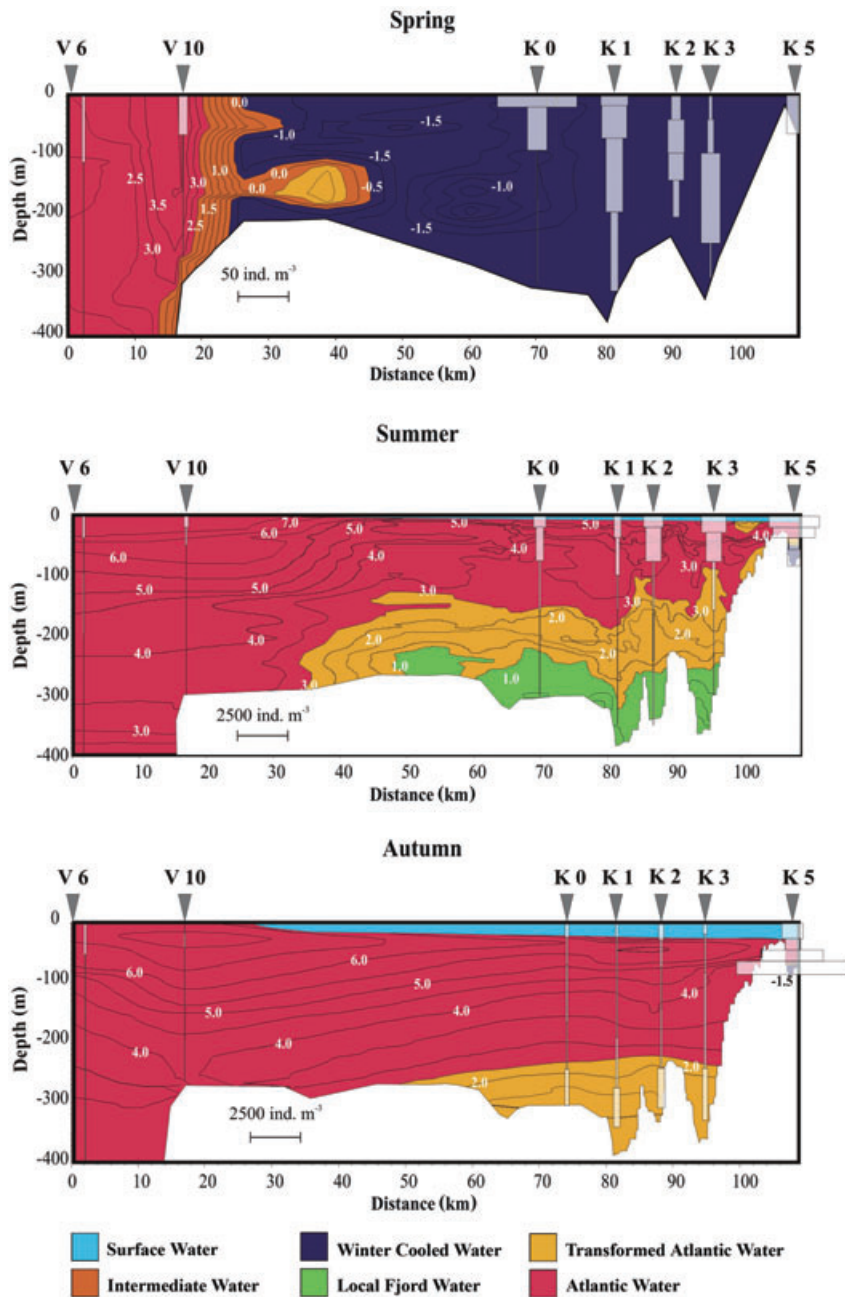 Spring
V 6 V 10 K 0 K 1 K 2 K 3 K 5
0
-100
-200
-300
-400
Depth (m)
0.0
-1.0
-1.5
-1.5
1.0
0.0
0.0
-0.5
-1.0
2.5
3.0
3.5
1.5
2.5
3.0
-1.5
50 ind. m-3
0 10 20 30 40 50 60 70 80 90 100
Distance (km)
Summer
V 6 V 10 K 0 K 1 K 2 K 3 K 5
0
-100
-200
-300
-400
Depth (m)
7.0 5.0 5.0
6.0 5.0 4.0 4.0
4.0
5.0 5.0 3.0
3.0 3.0 3.0
4.0 2.0 2.0 2.0 2.0
1.0 1.0
3.0
3.0
2500 ind. m-3
0 10 20 30 40 50 60 70 80 90 100
Distance (km)
Autumn
V 6 V 10 K 0 K 1 K 2 K 3 K 5
0
-100
-200
-300
-400
Depth (m)
6.0 6.0
5.0 4.0 -1.5
5.0
4.0
4.0 4.0
2.0
2.0
2500 ind. m-3
0 10 20 30 40 50 60 70 80 90 100
Distance (km)
Surface Water Winter Cooled Water Transformed Atlantic Water
Intermediate Water Local Fjord Water Atlantic Water